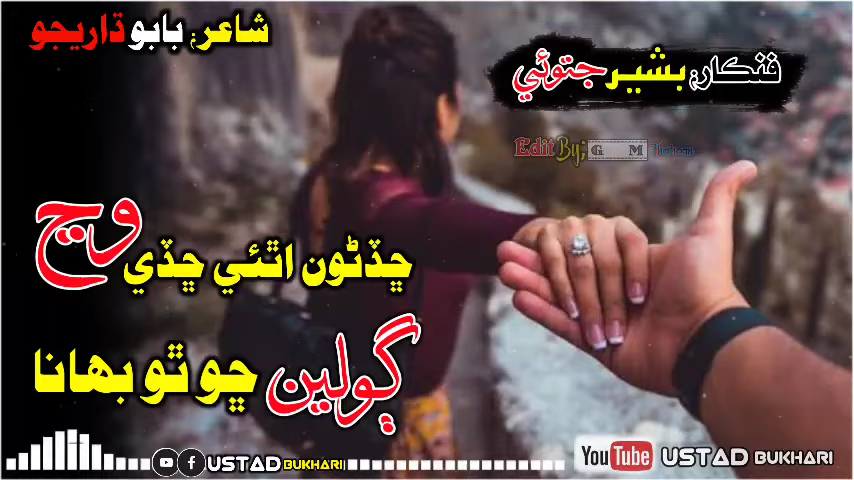 شاعر؛ بابو ڌاريجو
فنڪار؛ بشير جتوئي
Edit By; G M
ڇڏڻون اٿئي ڇڏي وڃ
ڳولين ڇو ٿو بهانا
USTAD BUKHARI
YouTube USTAD BUKHARI